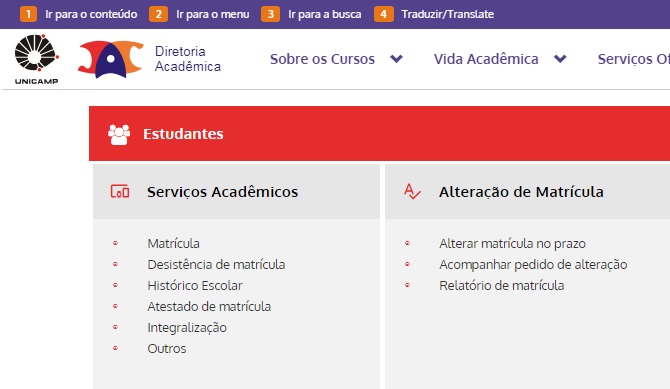 1 Ir para o conteúdo 2 Ir para o menu 3 Ir para a busca 4 Traduzir/Translate
UNICAMP
Diretoria
Acadêmica
Sobre os Cursos Vida Acadêmica Serviços Of
Estudantes
Serviços Acadêmicos
Matrícula
Desistência de matrícula
Histórico Escolar
Atestado de matrícula
Integralização
Outros
Alteração de Matrícula
Alterar matrícula no prazo
Acompanhar pedido de alteração
Relatório de matrícula